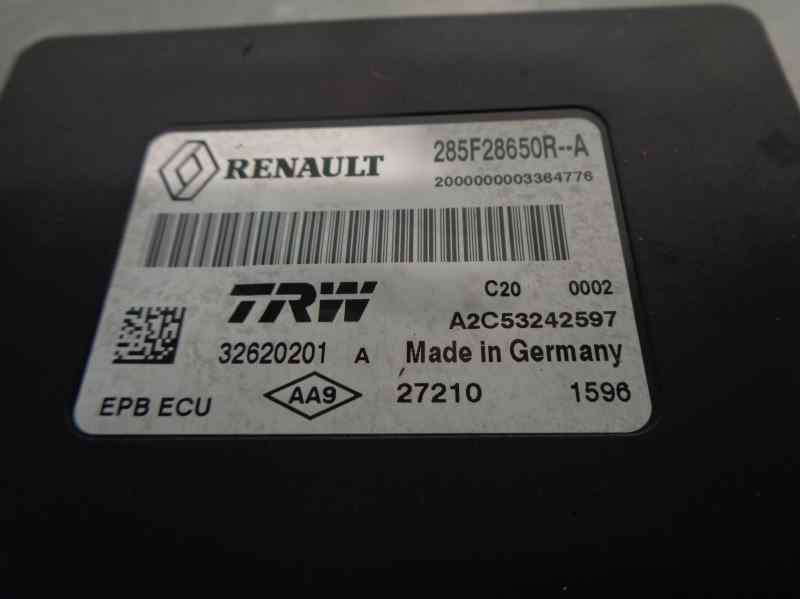 RENAULT 285F28650R--A
2000000003364776
TRW C20 0002
A2C53242597
32620201 A Made in Germany
EPB ECU AA9 27210 1596